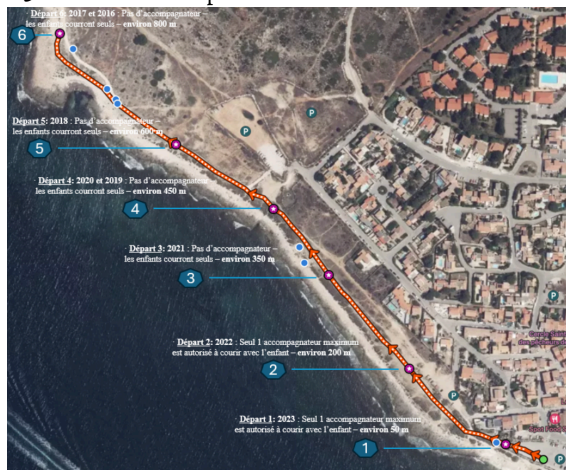 Départ 6: 2017 et 2016 : Pas d'accompagnateur
les enfants courront seuls – environ 800 m
6
P
Départ 5: 2018 : Pas d'accompagnateur –
les enfants courront seuls – environ 600 m
P
5
Départ 4: 2020 et 2019 : Pas d'accompagnateur –
les enfants courront seuls – environ 450 m
P
4
Départ 3: 2021 : Pas d'accompagnateur –
les enfants courront seuls – environ 350 m
3
P
Départ 2: 2022 : Seul 1 accompagnateur maximum
est autorisé à courir avec l'enfant – environ 200 m
2
P
Départ 1: 2023 : Seul 1 accompagnateur maximum
est autorisé à courir avec l'enfant – environ 50 m
1
P